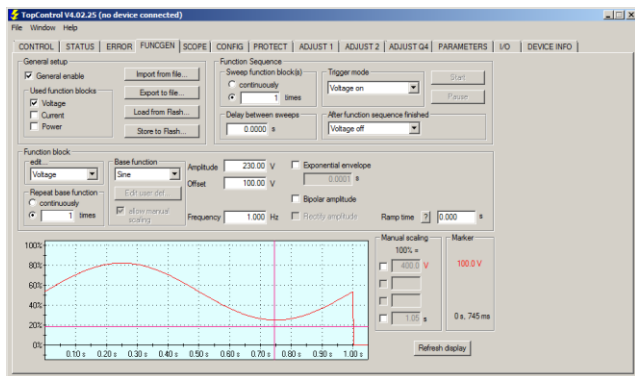 TopControl V4.02.25 (no device connected)
File Window Help
CONTROL STATUS ERROR FUNCGEN SCOPE CONFIG PROTECT ADJUST 1 ADJUST 2 ADJUST Q4 PARAMETERS I/O DEVICE INFO
General setup
General enable
Used function blocks
Voltage
Current
Power
Import from file...
Export to file...
Load from Flash...
Store to Flash...
Function Sequence
Sweep function block(s)
continuously
1 times
Trigger mode
Voltage on
Start
Pause
Delay between sweeps
0.0000 s
After function sequence finished
Voltage off
Function block
edit...
Voltage
Base function
Sine
Repeat base function
continuously
1 times
Edit user def.
allow manual
scaling
Amplitude 230.00 V
Offset 100.00 V
Frequency 1.000 Hz
Exponential envelope
0.0001 s
Bipolar amplitude
Rectify amplitude
Ramp time ? 0.000 s
100%
80%
60%
40%
20%
0%
0.10 s 0.20 s 0.30 s 0.40 s 0.50 s 0.60 s 0.70 s 0.80 s 0.90 s 1.00 s
Manual scaling
100% =
400.0 V
1.05 s
Marker
100.0 V
0 s, 745 ms
Refresh display